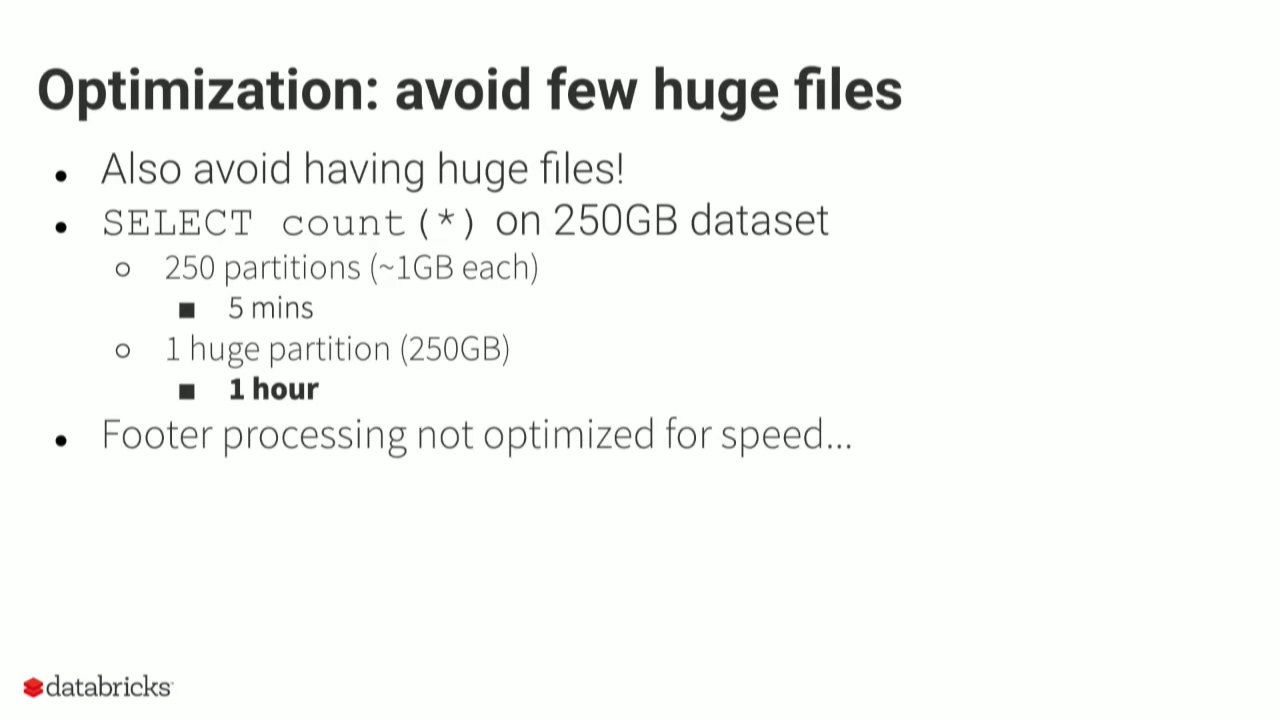 Optimization: avoid few huge files
● Also avoid having huge files!
● SELECT count(*) on 250GB dataset
○ 250 partitions (~1GB each)
■ 5 mins
○ 1 huge partition (250GB)
■ 1 hour
● Footer processing not optimized for speed...
databricks